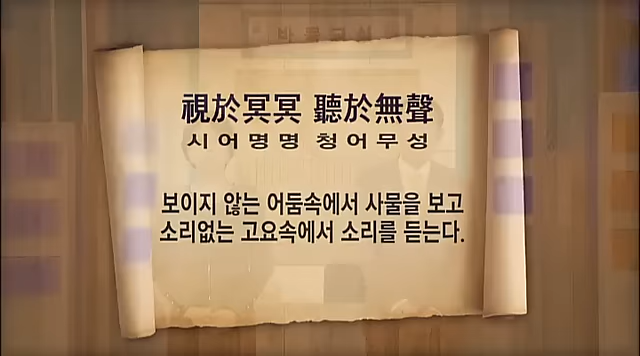 視於冥冥 聽於無聲
시어명명 청어무성
보이지 않는 어둠속에서 사물을 보고
소리없는 고요속에서 소리를 듣는다.